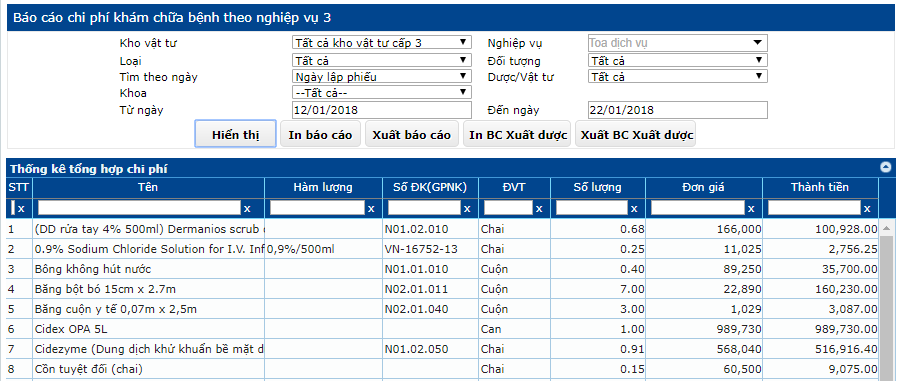 Báo cáo chi phí khám chữa bệnh theo nghiệp vụ 3
Kho vật tư Tất cả kho vật tư cấp 3 Nghiệp vụ Toa dịch vụ
Loại Tất cả Đối tượng Tất cả
Tìm theo ngày Ngày lập phiếu Dược/Vật tư Tất cả
Khoa --Tất cả--
Từ ngày 12/01/2018 Đến ngày 22/01/2018
Hiển thị In báo cáo Xuất báo cáo In BC Xuất dược Xuất BC Xuất dược
Thống kê tổng hợp chi phí
STT Tên Hàm lượng Số ĐK(GPNK) ĐVT Số lượng Đơn giá Thành tiền
x x x x x x x x
1 (DD rửa tay 4% 500ml) Dermanios scrub N01.02.010 Chai 0.68 166,000 100,928.00
2 0.9% Sodium Chloride Solution for I.V. Inf 0,9%/500ml VN-16752-13 Chai 0.25 11,025 2,756.25
3 Bông không hút nước N01.01.010 Cuộn 0.40 89,250 35,700.00
4 Băng bột bó 15cm x 2.7m N02.01.011 Cuộn 7.00 22,890 160,230.00
5 Băng cuộn y tế 0,07m x 2,5m N02.01.040 Cuộn 3.00 1,029 3,087.00
6 Cidex OPA 5L Can 1.00 989,730 989,730.00
7 Cidezyme (Dung dịch khử khuẩn bề mặt d N01.02.050 Chai 0.91 568,040 516,916.40
8 Cồn tuyệt đối (chai) Chai 0.15 60,500 9,075.00